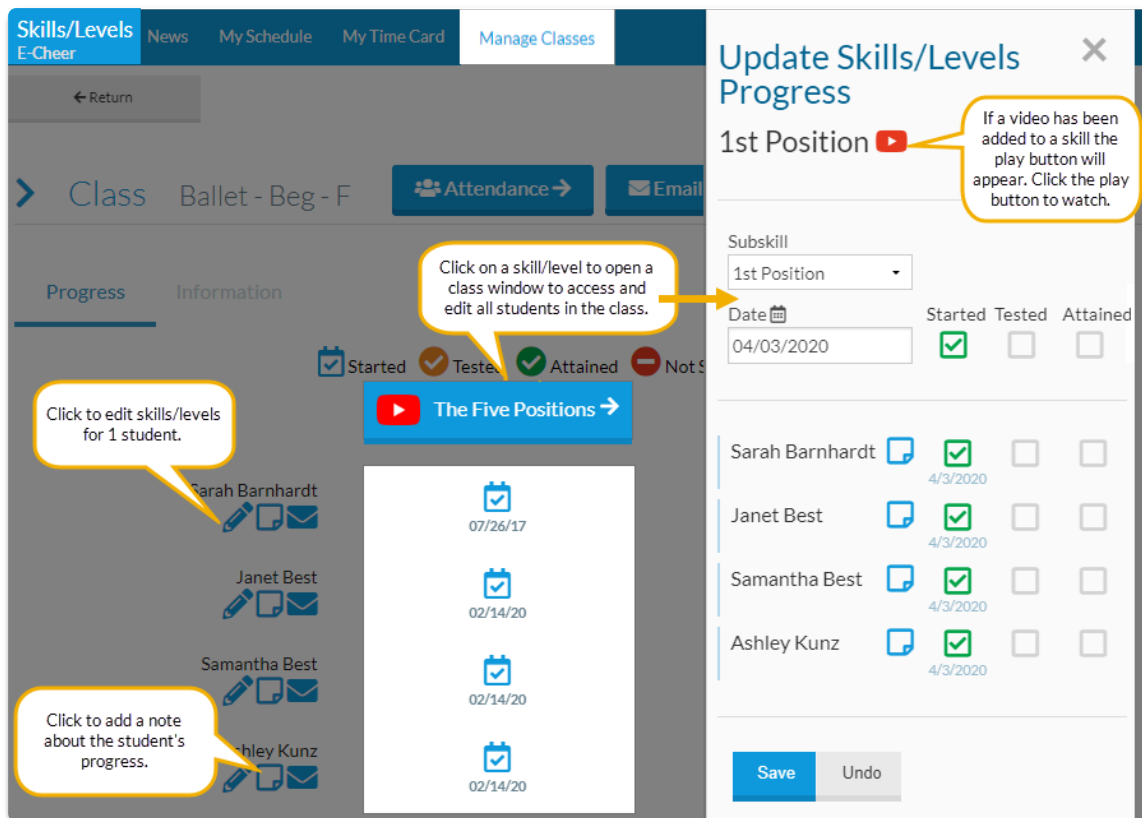 Skills/Levels
E-Cheer
News
My Schedule
My Time Card
Manage Classes
Return
Class
Ballet - Beg - F
Attendance
Email
Progress
Information
Started
Attained
Not
Click on a skill/level to open a
class window to access and
edit all students in the class.
Click to edit skills/levels
for 1 student.
The Five Positions
Sarah Barnhardt
07/26/17
Janet Best
02/14/20
Samantha Best
02/14/20
Click to add a note
about the student's
progress.
Kunz
02/14/20
Update Skills/Levels
Progress
1st Position
If a video has been
added to a skill the
play button will
appear. Click the play
button to watch.
Subskill
1st Position
Date
Started Tested Attained
04/03/2020
Sarah Barnhardt
4/3/2020
Janet Best
4/3/2020
Samantha Best
4/3/2020
Ashley Kunz
4/3/2020
Save
Undo